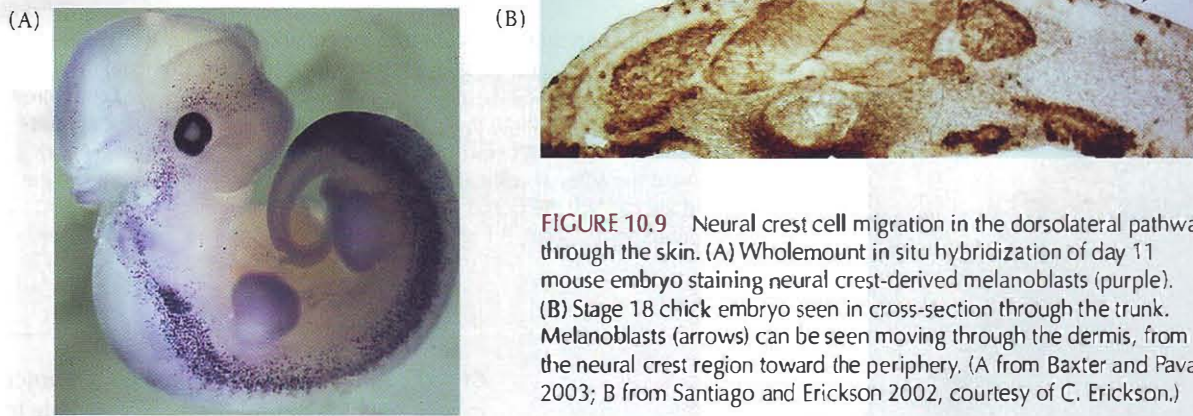 (A)
(B)
FIGURE 10.9 Neural crest cell migration in the dorsolateral
through the skin. (A) Wholemount in situ hybridization of day 11
mouse embryo staining neural crest-derived melanoblasts (purple).
(B) Stage 18 chick embryo seen in cross-section through the trunk.
Melanoblasts (arrows) can be seen moving through the dermis, from
the neural crest region toward the periphery. (A from Baxter and
2003; B from Santiago and Erickson 2002, courtesy of C. Erickson.)